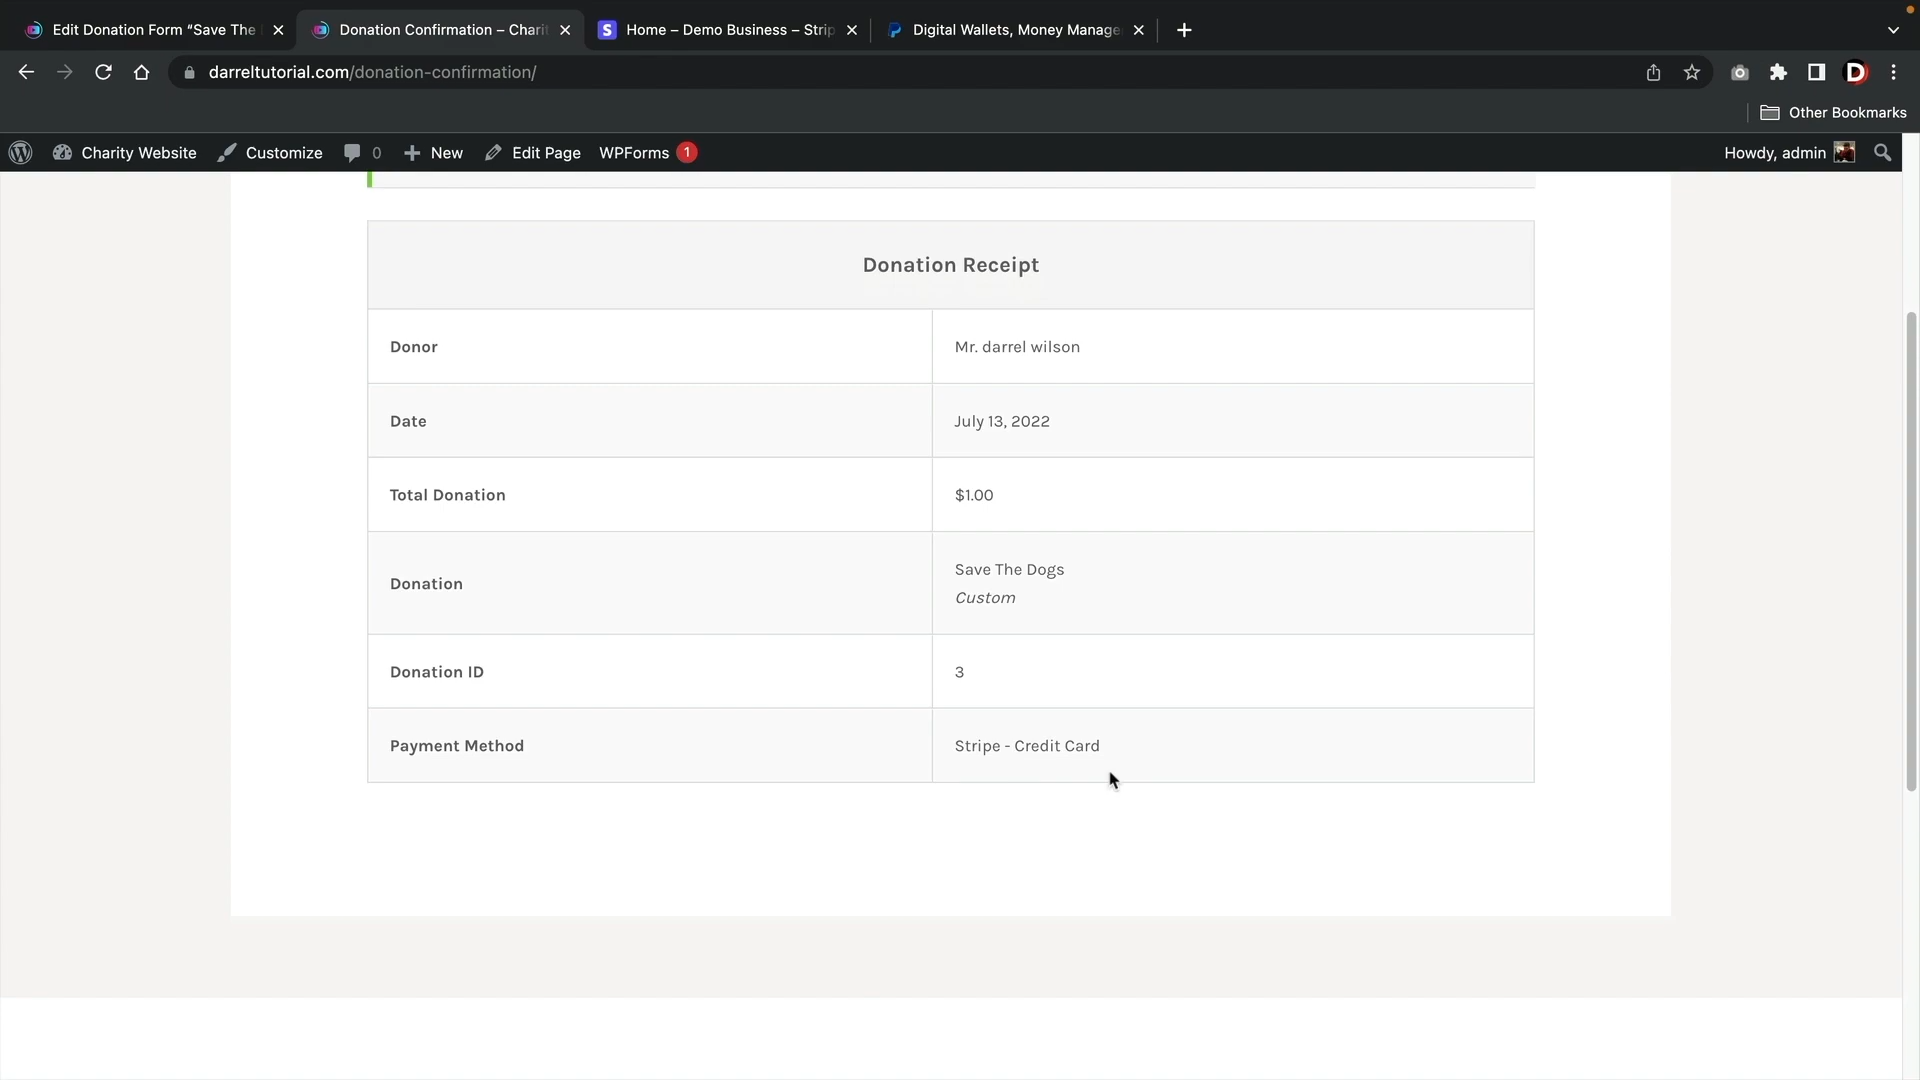 Edit Donation Form “Save The
Donation Confirmation – Chari
Home – Demo Business – Strip
Digital Wallets, Money Manage
darreltutorial.com/donation-confirmation/
Other Bookmarks
Charity Website
Customize
0
New
Edit Page
WPForms 1
Howdy, admin
Donation Receipt
Donor
Mr. darrel wilson
Date
July 13, 2022
Total Donation
$1.00
Donation
Save The Dogs
Custom
Donation ID
3
Payment Method
Stripe - Credit Card